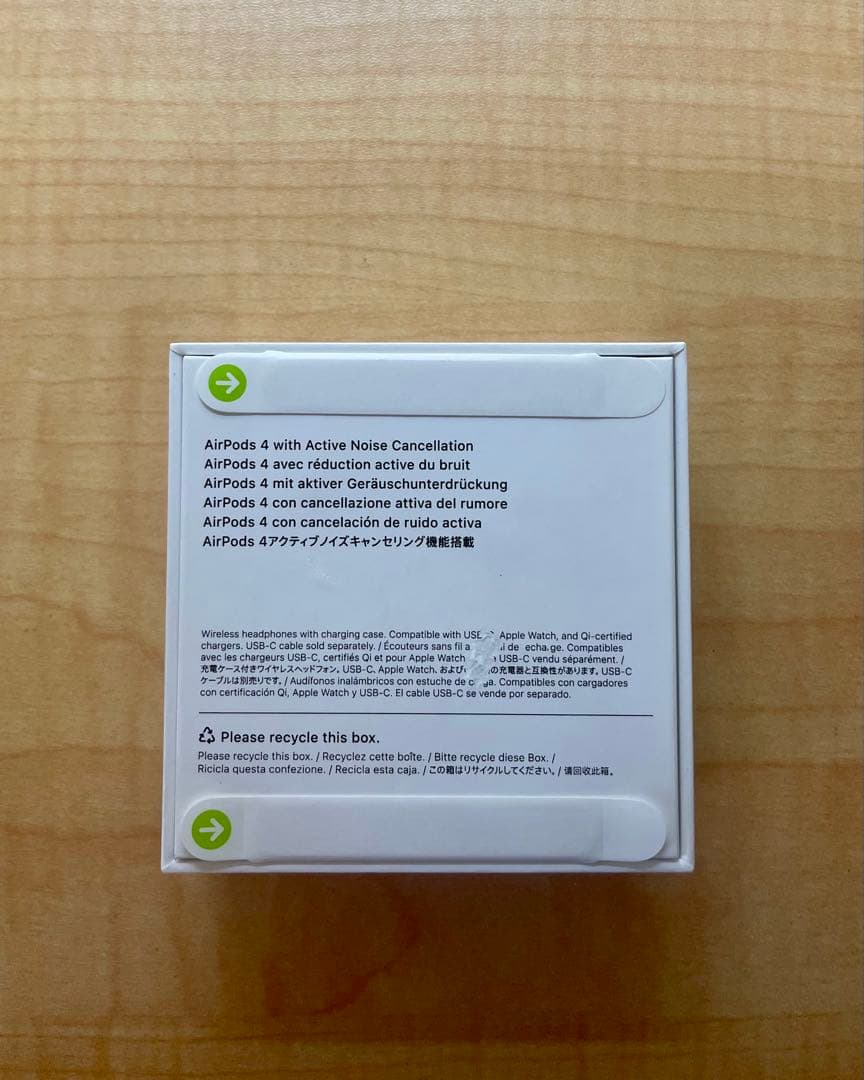 AirPods 4 with Active Noise Cancellation
AirPods 4 avec réduction active du bruit
AirPods 4 mit aktiver Geräuschunterdrückung
AirPods 4 con cancellazione attiva del rumore
AirPods 4 con cancelación de ruido activa
AirPods 4アクティブノイズキャンセリング機能搭載
Wireless headphones with charging case. Compatible with Apple Watch, and Qi-certified
chargers. USB-C cable sold separately. / Écouteurs sans fil Compatibles
avec les chargeurs USB-C, certifiés Qi et pour Apple Watch USB-C vendu séparément. /
充電ケース付きワイヤレスヘッドフォン。USB-C、Apple Watch、および の充電器と互換性があります。USB-C
ケーブルは別売りです。/ Audífonos inalámbricos con estuche de Compatibles con cargadores
con certificación Qi, Apple Watch y USB-C. El cable USB-C se vende por separado.
Please recycle this box.
Please recycle this box. / Recyclez cette boîte. / Bitte recycle diese Box. /
Ricicla questa confezione. / Recicla esta caja. / この箱はリサイクルしてください。/ 请回收此箱。